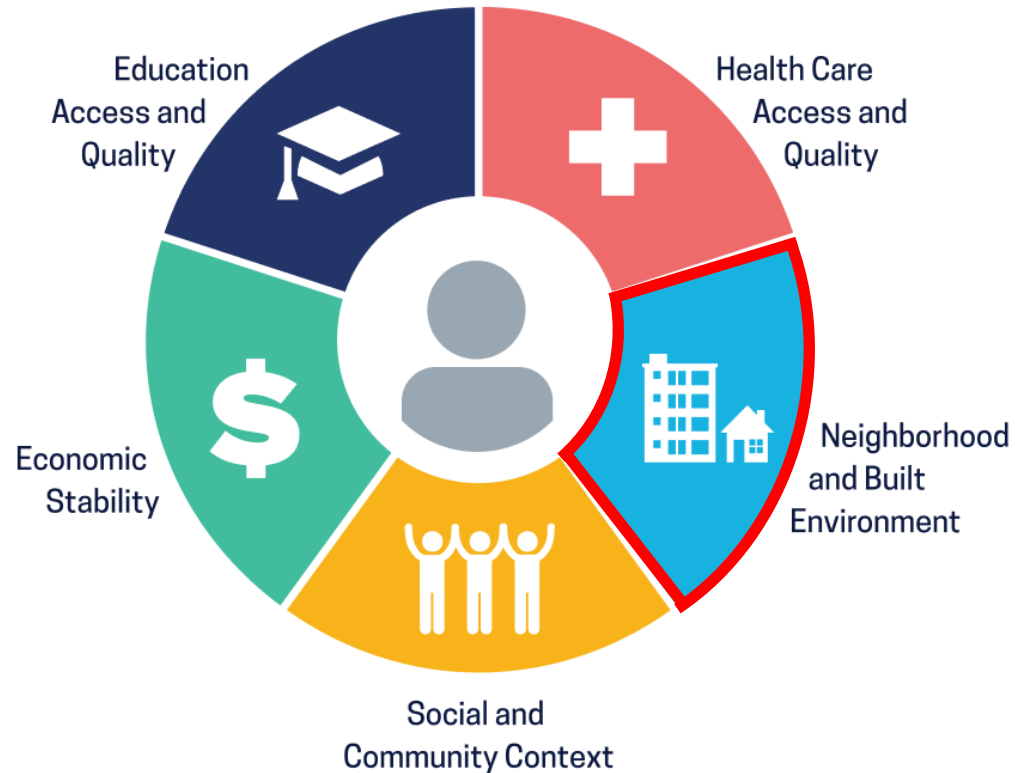 Education
Access and
Quality
Health Care
Access and
Quality
Economic
Stability
Neighborhood
and Built
Environment
Social and
Community Context